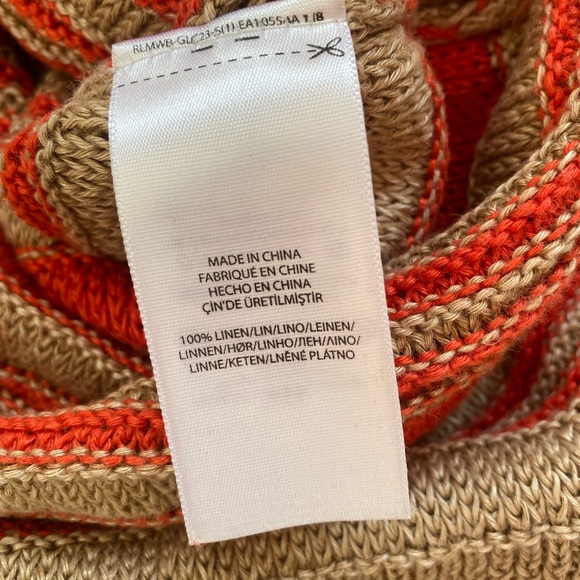 MADE IN CHINA
FABRIQUÉ EN CHINE
HECHO EN CHINA
ÇİN'DE ÜRETİLMİŞTİR
100% LINEN/LIN/LINO/LEINEN/
LINNEN/HØR/LINHO/ЛЕН/ΛΙΝΟ/
LINNE/KETEN/LNĚNÉ PLÁTNO